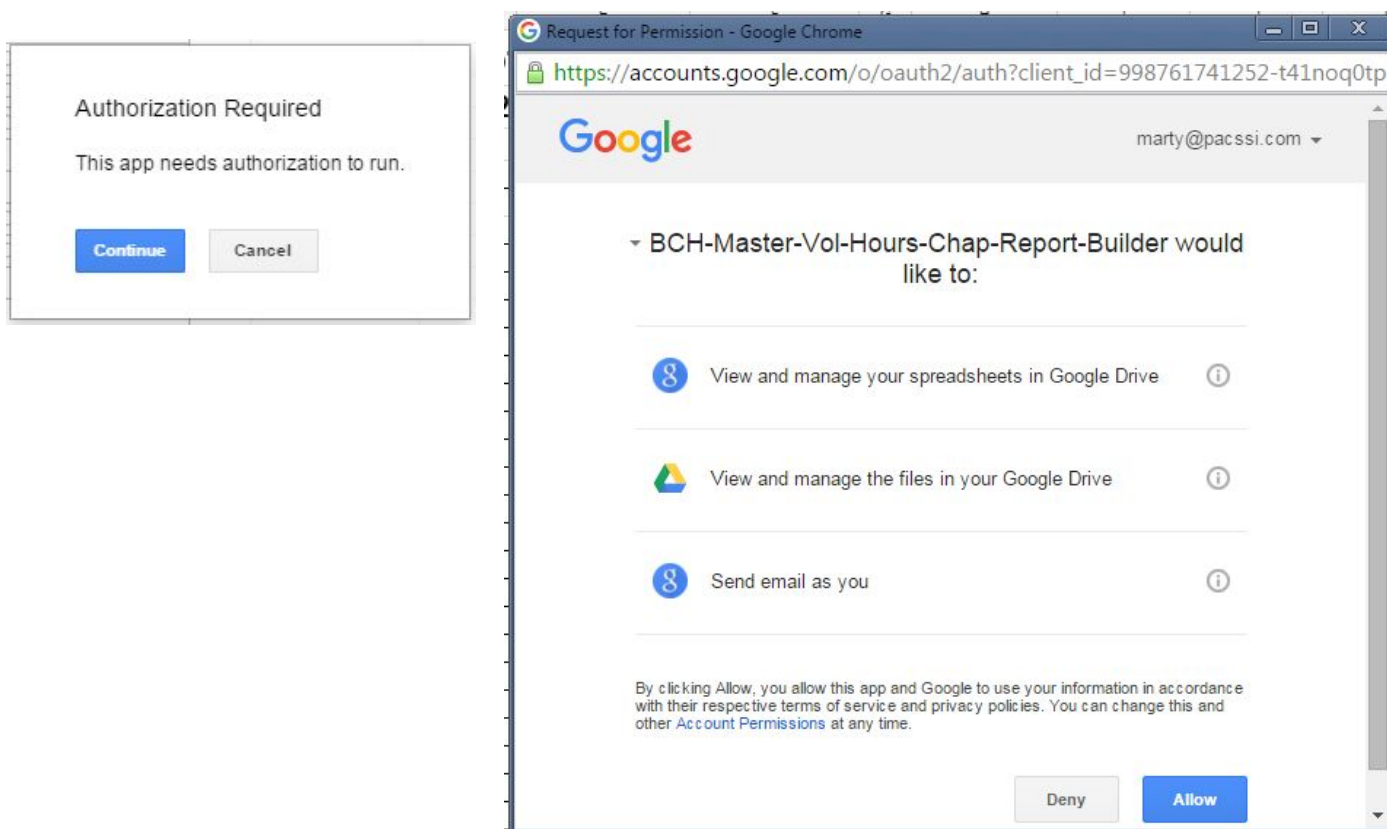 Authorization Required
This app needs authorization to run.
Continue Cancel
Request for Permission - Google Chrome
https://accounts.google.com/o/oauth2/auth?client_id=998761741252-t41noq0tp
Google marty@pacssi.com
BCH-Master-Vol-Hours-Chap-Report-Builder would
like to:
View and manage your spreadsheets in Google Drive
View and manage the files in your Google Drive
Send email as you
By clicking Allow, you allow this app and Google to use your information in accordance
with their respective terms of service and privacy policies. You can change this and
other Account Permissions at any time.
Deny Allow